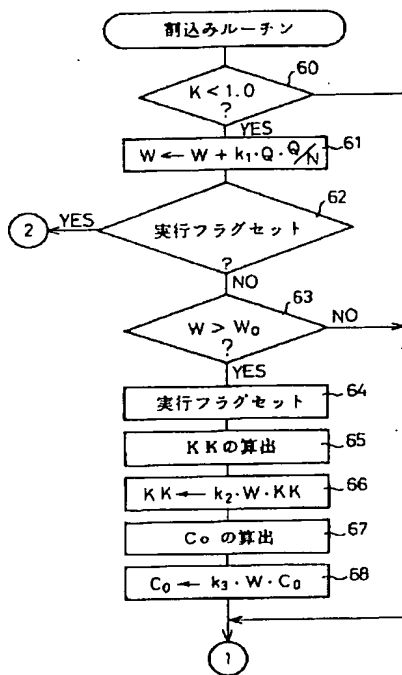 割込みルーチン
60
K < 1.0
?
YES
61
W ← W + k₁・Q・Q/N
62
YES
2
実行フラグセット
?
NO
63
W > W₀
NO
?
YES
64
実行フラグセット
65
KKの算出
66
KK ← k₂・W・KK
67
Coの算出
68
C₀ ← k₃・W・C₀
1